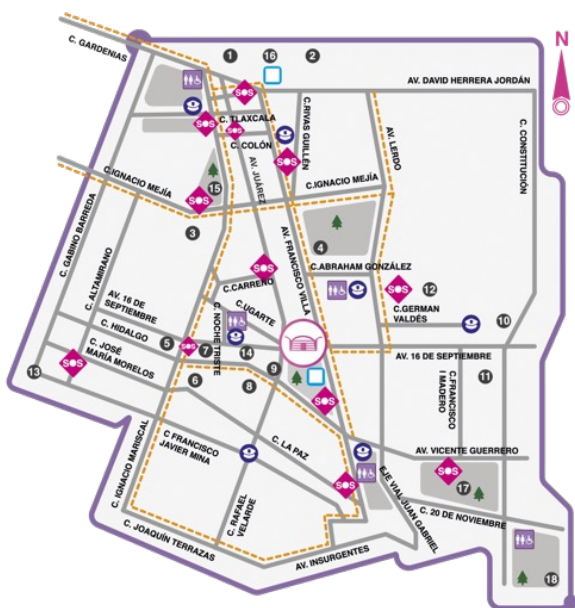 C. GARDENIAS
1
16
2
N
AV. DAVID HERRERA JORDÁN
SOS
C. TLAXCALA
SOS
SOS
C. COLÓN
C.RIVAS GUILLÉN
AV. LERDO
C. CONSTITUCIÓN
SOS
AV. JUÁREZ
C.IGNACIO MEJÍA
C.IGNACIO MEJÍA
15
SOS
C. GABINO BARREDA
3
AV. FRANCISCO VILLA
4
C. ALTAMIRANO
SOS
C.ABRAHAM GONZÁLEZ
C.CARREÑO
SOS
12
AV. 16 DE
SEPTIEMBRE
C. NOCHE TRISTE
C.UGARTE
C.GERMAN
VALDÉS
10
C. HIDALGO
5
SOS
7
14
AV. 16 DE SEPTIEMBRE
C. JOSÉ
MARÍA MORELOS
SOS
13
6
8
9
C.FRANCISCO
I MADERO
11
SOS
C. IGNACIO MARISCAL
C FRANCISCO
JAVIER MINA
C. LA PAZ
AV. VICENTE GUERRERO
SOS
SOS
17
C. RAFAEL
VELARDE
EJE VIAL JUAN GABRIEL
C. 20 DE NOVIEMBRE
C. JOAQUÍN TERRAZAS
AV. INSURGENTES
18